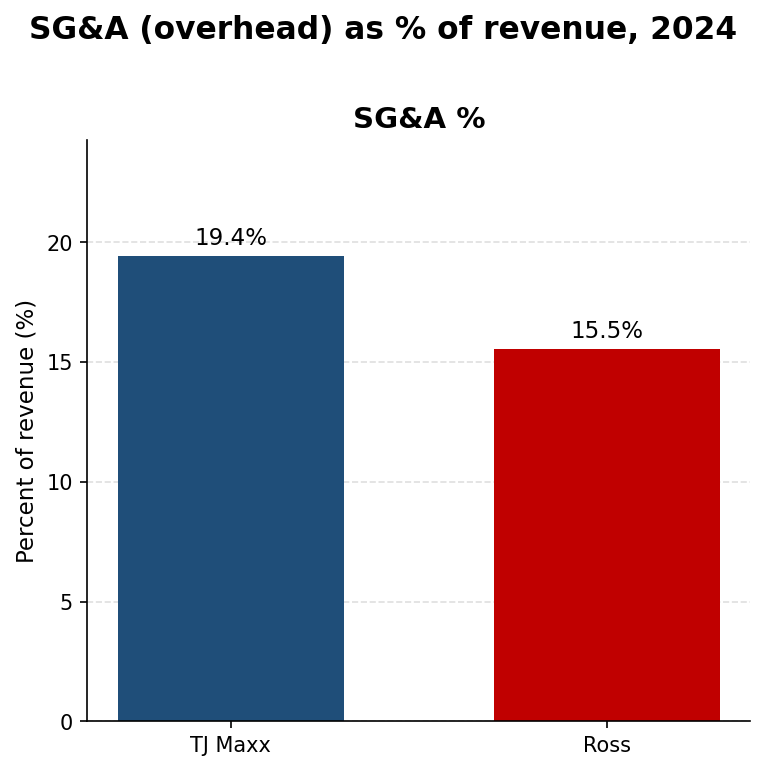 SG&A (overhead) as % of revenue, 2024
SG&A %
Percent of revenue (%)
20
15
10
5
0
19.4%
15.5%
TJ Maxx
Ross